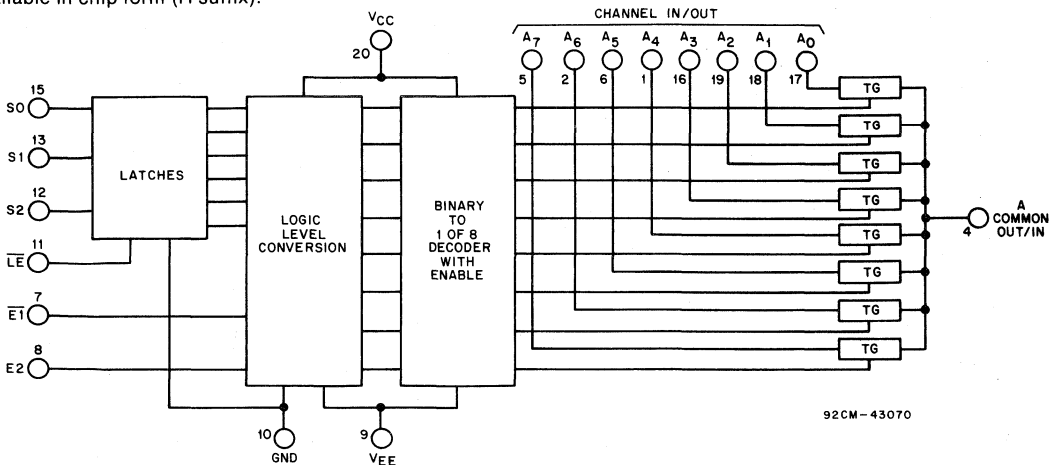 ilable in chip form (H suffix).
CHANNEL IN/OUT
VCC
20
A7 A6 A5 A4 A3 A2 A1 A0
5 2 6 1 16 19 18 17
15
S0
13
S1
12
S2
11
LE
7
E1
8
E2
LATCHES
LOGIC
LEVEL
CONVERSION
BINARY
TO
1 OF 8
DECODER
WITH
ENABLE
TG
TG
TG
TG
TG
TG
TG
TG
A
COMMON
OUT/IN
4
10
GND
9
VEE
92CM-43070